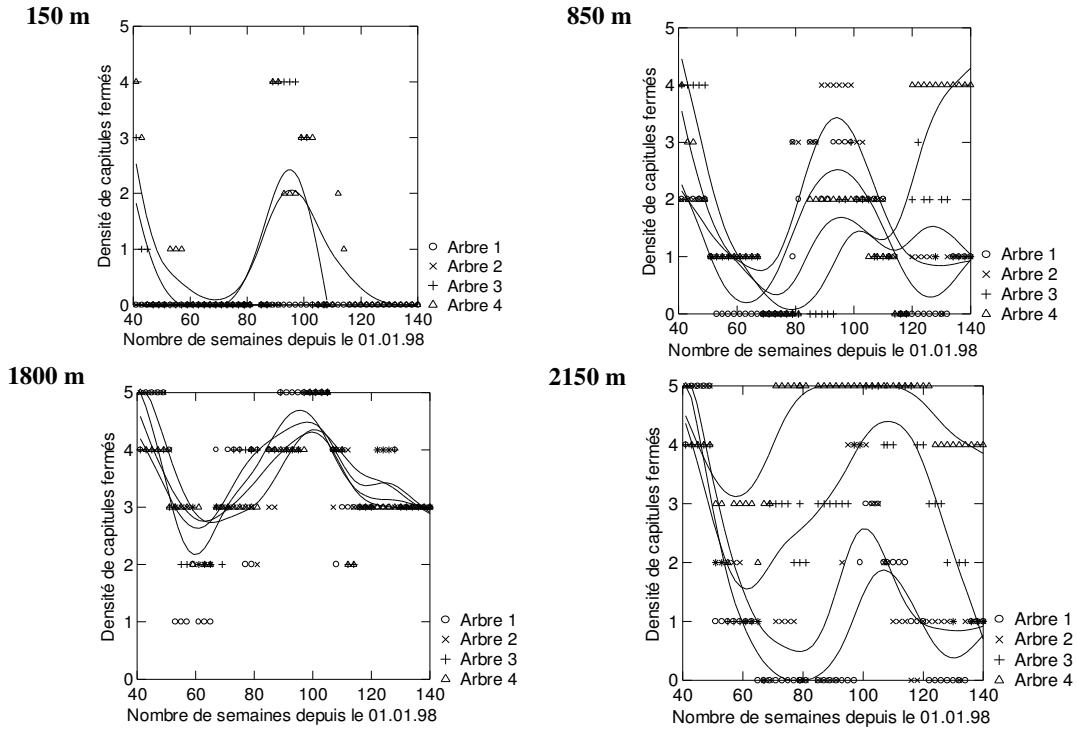 150 m
5
4
3
2
1
0
Densité de capitules fermés
40 60 80 100 120 140
Nombre de semaines depuis le 01.01.98
Arbre 1
Arbre 2
Arbre 3
Arbre 4
850 m
5
4
3
2
1
0
Densité de capitules fermés
40 60 80 100 120 140
Nombre de semaines depuis le 01.01.98
Arbre 1
Arbre 2
Arbre 3
Arbre 4
1800 m
5
4
3
2
1
0
Densité de capitules fermés
40 60 80 100 120 140
Nombre de semaines depuis le 01.01.98
Arbre 1
Arbre 2
Arbre 3
Arbre 4
2150 m
5
4
3
2
1
0
Densité de capitules fermés
40 60 80 100 120 140
Nombre de semaines depuis le 01.01.98
Arbre 1
Arbre 2
Arbre 3
Arbre 4